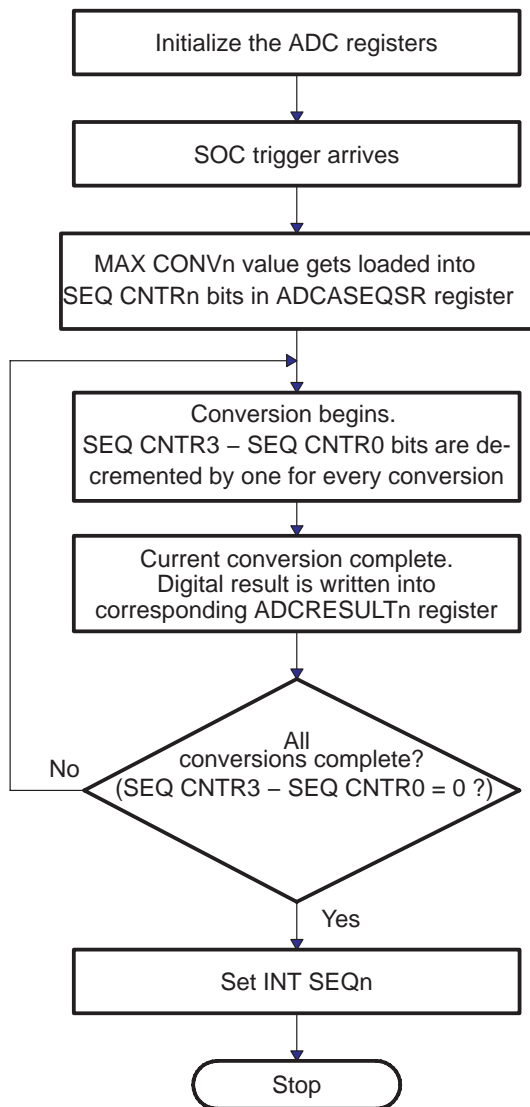 Initialize the ADC registers
SOC trigger arrives
MAX CONVn value gets loaded into
SEQ CNTRn bits in ADCASEQSR register
Conversion begins.
SEQ CNTR3 – SEQ CNTR0 bits are de-
cremented by one for every conversion
Current conversion complete.
Digital result is written into
corresponding ADCRESULTn register
All
conversions complete?
(SEQ CNTR3 – SEQ CNTR0 = 0 ?)
No
Yes
Set INT SEQn
Stop